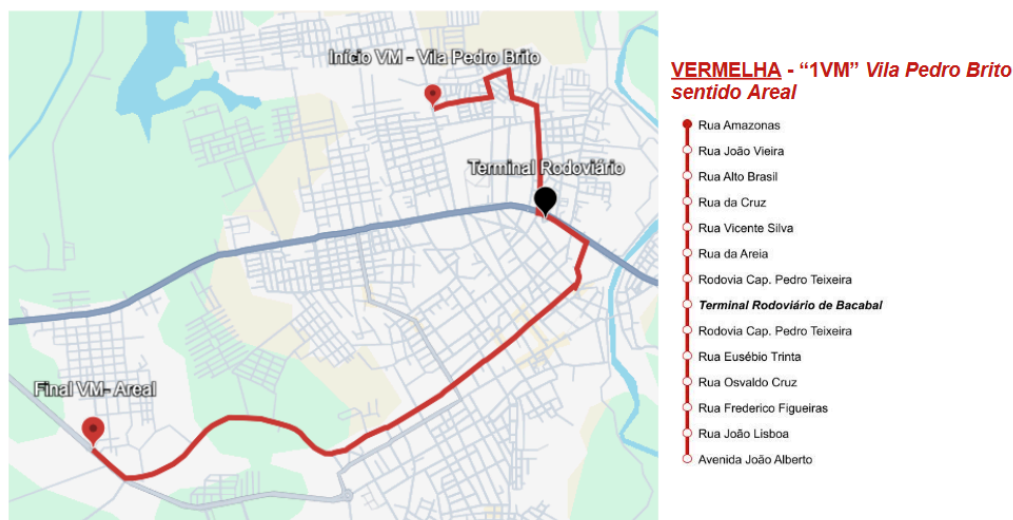 Início VM - Vila Pedro Brito
Terminal Rodoviário
Final VM- Areal
VERMELHA - “1VM” Vila Pedro Brito
sentido Areal
Rua Amazonas
Rua João Vieira
Rua Alto Brasil
Rua da Cruz
Rua Vicente Silva
Rua da Areia
Rodovia Cap. Pedro Teixeira
Terminal Rodoviário de Bacabal
Rodovia Cap. Pedro Teixeira
Rua Eusébio Trinta
Rua Osvaldo Cruz
Rua Frederico Figueiras
Rua João Lisboa
Avenida João Alberto